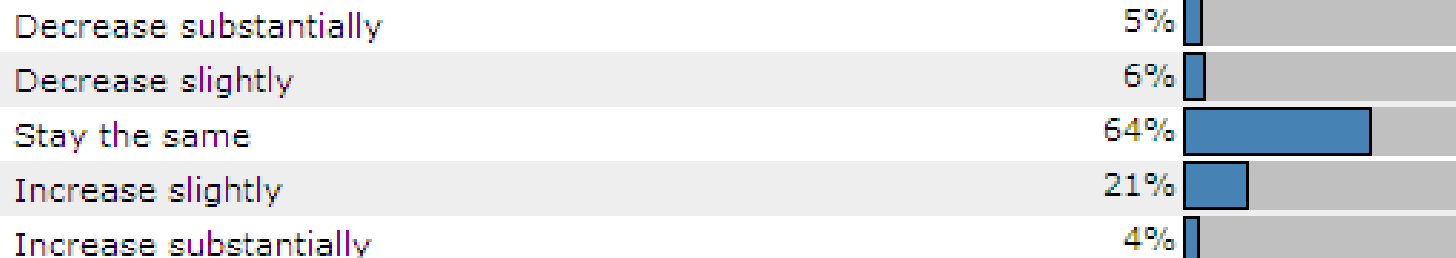 Decrease substantially 5%
Decrease slightly 6%
Stay the same 64%
Increase slightly 21%
Increase substantially 4%